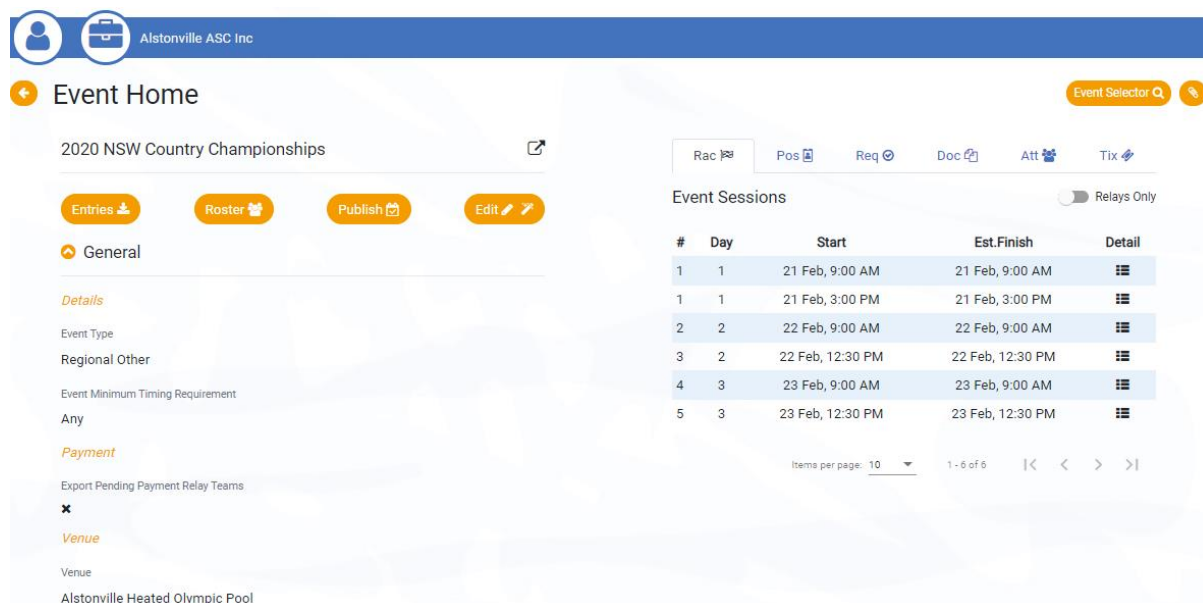 Alstonville ASC Inc
Event Home
Event Selector
2020 NSW Country Championships
Entries Roster Publish Edit
General
Details
Event Type
Regional Other
Event Minimum Timing Requirement
Any
Payment
Export Pending Payment Relay Teams
Venue
Venue
Alstonville Heated Olympic Pool
Rac Pos Req Doc Att Tix
Event Sessions Relays Only
# Day Start Est.Finish Detail
1 1 21 Feb, 9:00 AM 21 Feb, 9:00 AM
1 1 21 Feb, 3:00 PM 21 Feb, 3:00 PM
2 2 22 Feb, 9:00 AM 22 Feb, 9:00 AM
3 2 22 Feb, 12:30 PM 22 Feb, 12:30 PM
4 3 23 Feb, 9:00 AM 23 Feb, 9:00 AM
5 3 23 Feb, 12:30 PM 23 Feb, 12:30 PM
Items per page: 10 1 - 6 of 6